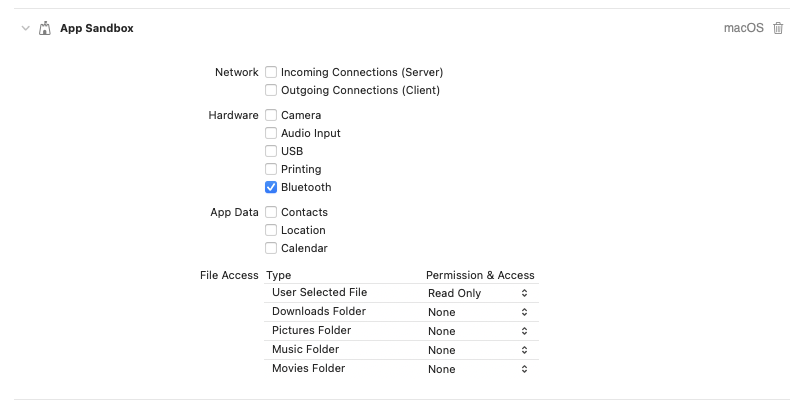 App Sandbox macOS
Network Incoming Connections (Server)
Outgoing Connections (Client)
Hardware Camera
Audio Input
USB
Printing
Bluetooth
App Data Contacts
Location
Calendar
File Access Type Permission & Access
User Selected File Read Only
Downloads Folder None
Pictures Folder None
Music Folder None
Movies Folder None